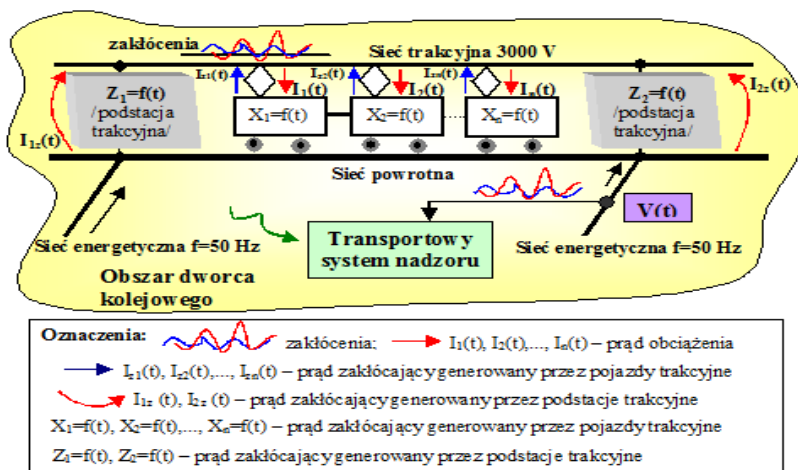 zakłócenia
Sieć trakcyjna 3000 V
Iz1(t) I1(t) Iz2(t) I2(t) Izn(t) In(t)
Z1=f(t)
/podstacja
trakcyjna/
X1=f(t) X2=f(t) Xn=f(t)
Z2=f(t)
/podstacja
trakcyjna/
I1z(t)
I2z(t)
Sieć powrotna
V(t)
Transportowy
system nadzoru
Sieć energetyczna f=50 Hz
Sieć energetyczna f=50 Hz
Obszar dworca
kolejowego
Oznaczenia: zakłócenia; I1(t), I2(t),..., In(t) – prąd obciążenia
Iz1(t), Iz2(t),..., Izn(t) – prąd zakłócający generowany przez pojazdy trakcyjne
I1z (t), I2z (t) – prąd zakłócający generowany przez podstacje trakcyjne
X1=f(t), X2=f(t),..., Xn=f(t) – prąd zakłócający generowany przez pojazdy trakcyjne
Z1=f(t), Z2=f(t) – prąd zakłócający generowany przez podstacje trakcyjne